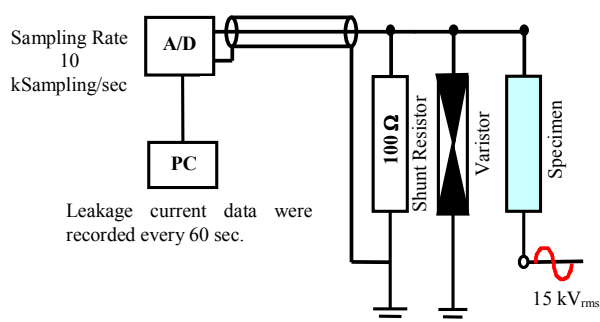 Sampling Rate
10
kSampling/sec
A/D
PC
Leakage current data were
recorded every 60 sec.
100 Ω
Shunt Resistor
Varistor
Specimen
15 kVrms